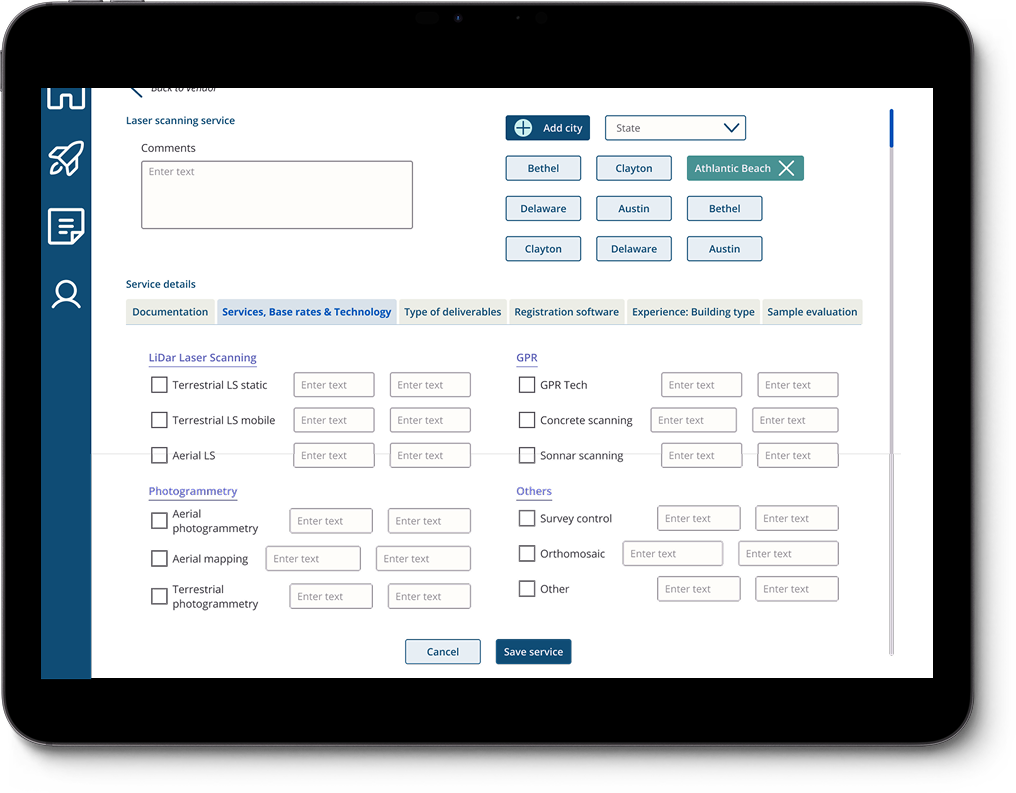 Back to vendor
Laser scanning service
Add city
State
Comments
Enter text
Bethel
Clayton
Athlantic Beach
Delaware
Austin
Bethel
Clayton
Delaware
Austin
Service details
Documentation
Services, Base rates & Technology
Type of deliverables
Registration software
Experience: Building type
Sample evaluation
LiDar Laser Scanning
Terrestrial LS static
Enter text
Enter text
Terrestrial LS mobile
Enter text
Enter text
Aerial LS
Enter text
Enter text
GPR
GPR Tech
Enter text
Enter text
Concrete scanning
Enter text
Enter text
Sonnar scanning
Enter text
Enter text
Photogrammetry
Aerial
photogrammetry
Enter text
Enter text
Aerial mapping
Enter text
Enter text
Terrestrial
photogrammetry
Enter text
Enter text
Others
Survey control
Enter text
Enter text
Orthomosaic
Enter text
Enter text
Other
Enter text
Enter text
Cancel
Save service